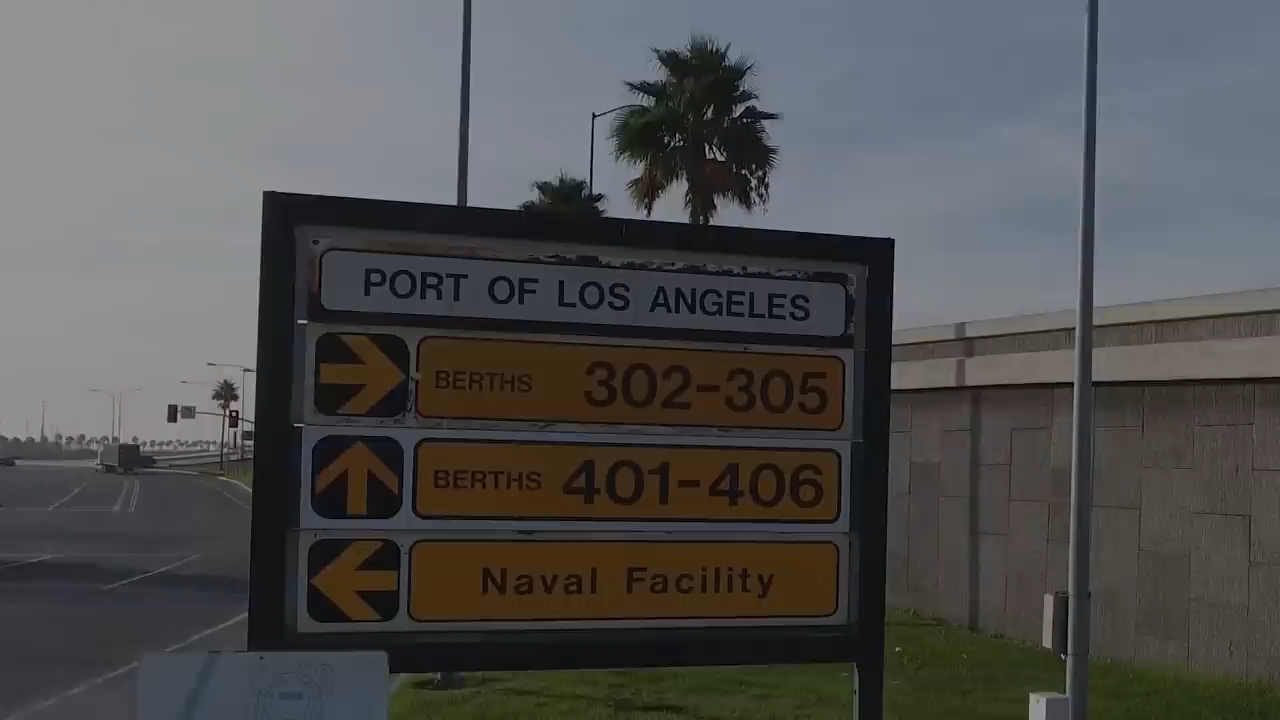 PORT OF LOS ANGELES
BERTHS 302-305
BERTHS 401-406
Naval Facility